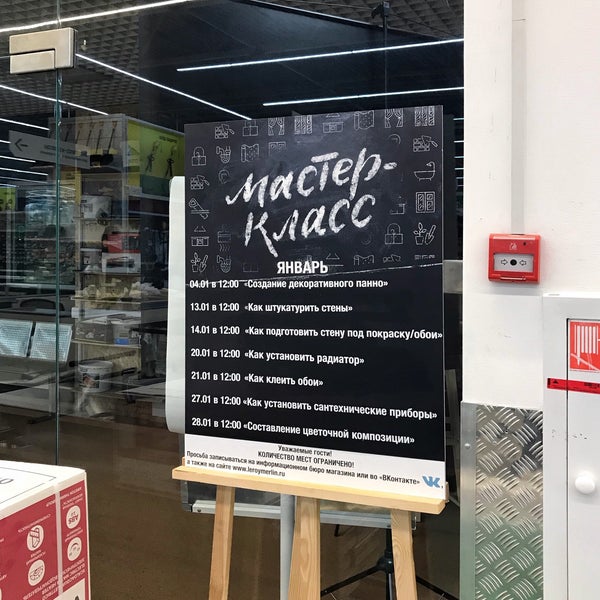 Мастер-
класс
ЯНВАРЬ
04.01 в 12:00 «Создание декоративного панно»
13.01 в 12:00 «Как штукатурить стены»
14.01 в 12:00 «Как подготовить стену под покраску/обои»
20.01 в 12:00 «Как установить радиатор»
21.01 в 12:00 «Как клеить обои»
27.01 в 12:00 «Как установить сантехнические приборы»
28.01 в 12:00 «Составление цветочной композиции»
Уважаемые гости!
КОЛИЧЕСТВО МЕСТ ОГРАНИЧЕНО!
Просьба записываться на информационном бюро магазина или во «ВКонтакте»
а также на сайте www.leroymerlin.ru